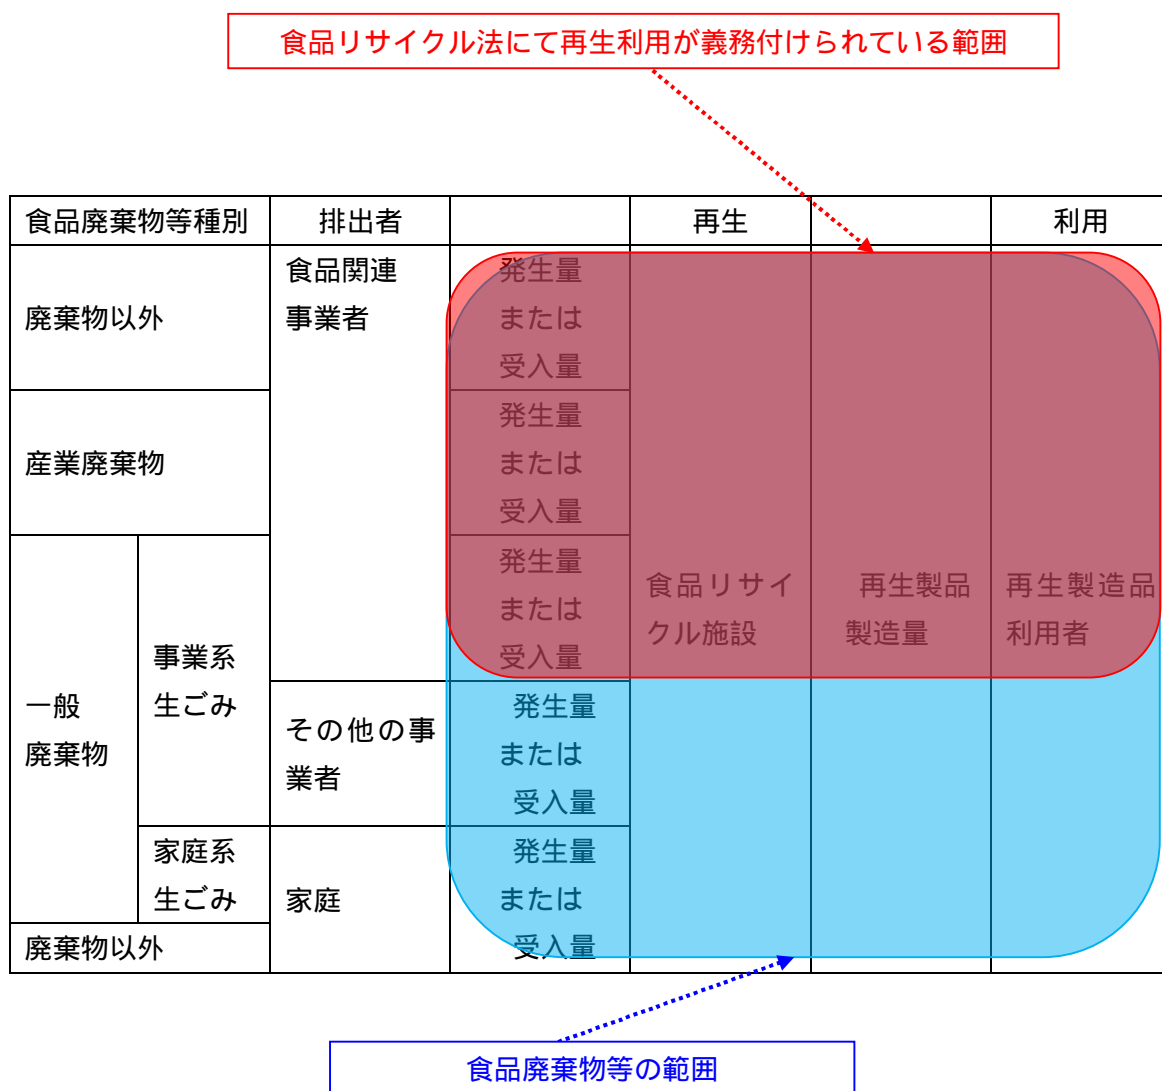 食品リサイクル法にて再生利用が義務付けられている範囲
食品廃棄物等種別 排出者 再生 利用
廃棄物以外
食品関連
事業者
発生量
または
受入量
産業廃棄物
発生量
または
受入量
一般
廃棄物
事業系
生ごみ
発生量
または
受入量
食品リサイ
クル施設
再生製品
製造量
再生製造品
利用者
その他の事
業者
発生量
または
受入量
家庭系
生ごみ
家庭
発生量
または
受入量
廃棄物以外
食品廃棄物等の範囲